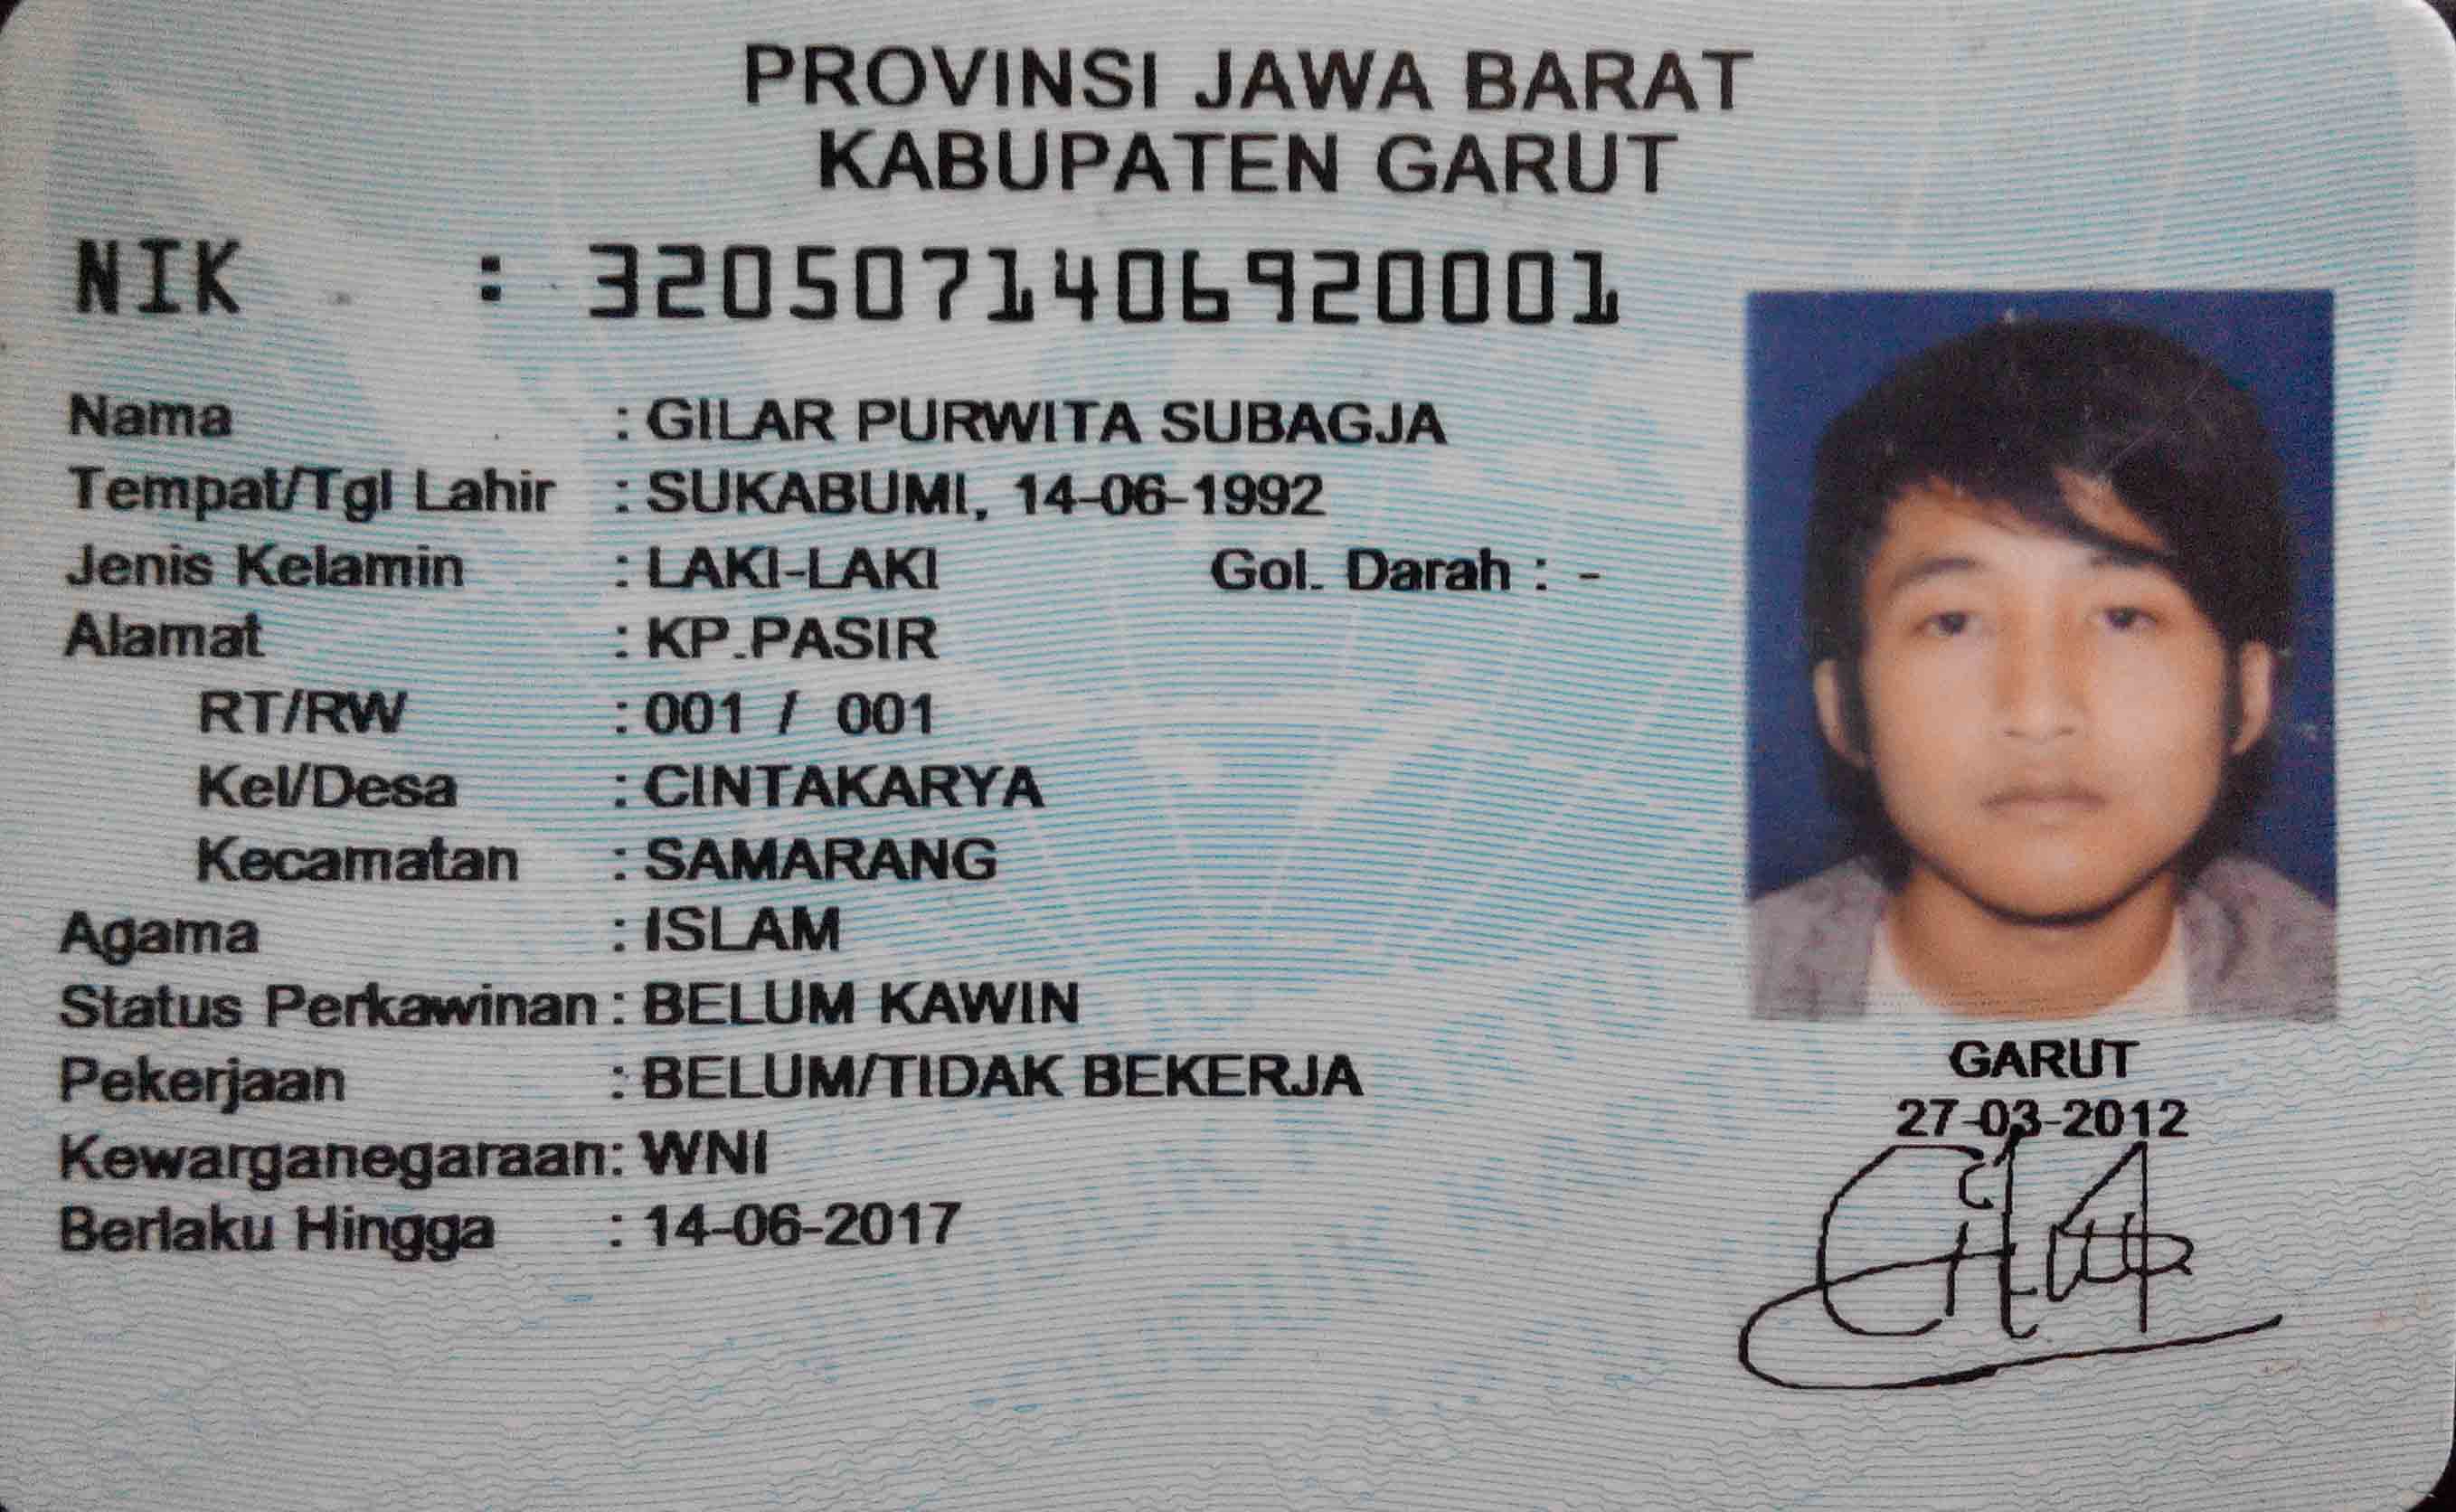 PROVINSI JAWA BARAT
KABUPATEN GARUT
NIK : 3205071406920001
Nama : GILAR PURWITA SUBAGJA
Tempat/Tgl Lahir : SUKABUMI, 14-06-1992
Jenis Kelamin : LAKI-LAKI Gol. Darah : -
Alamat : KP.PASIR
RT/RW : 001 / 001
Kel/Desa : CINTAKARYA
Kecamatan : SAMARANG
Agama : ISLAM
Status Perkawinan : BELUM KAWIN
Pekerjaan : BELUM/TIDAK BEKERJA
Kewarganegaraan : WNI
Berlaku Hingga : 14-06-2017
GARUT
27-03-2012